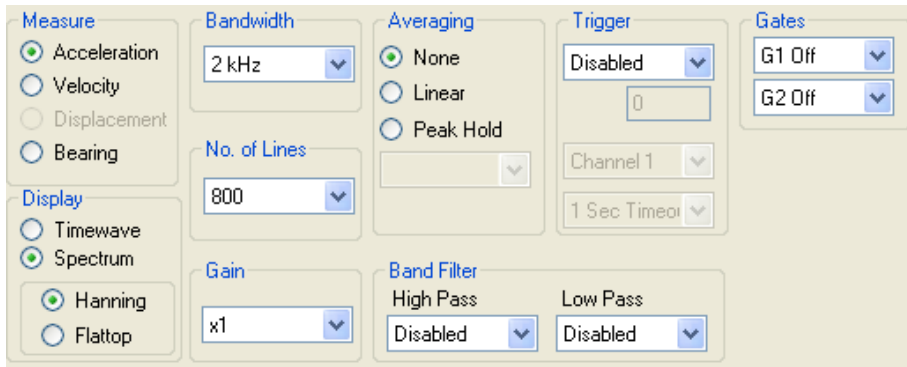 Measure
Acceleration
Velocity
Displacement
Bearing
Display
Timewave
Spectrum
Hanning
Flattop
Bandwidth
2 kHz
No. of Lines
800
Gain
x1
Averaging
None
Linear
Peak Hold
Trigger
Disabled
0
Channel 1
1 Sec Timeou
Band Filter
High Pass
Disabled
Low Pass
Disabled
Gates
G1 Off
G2 Off